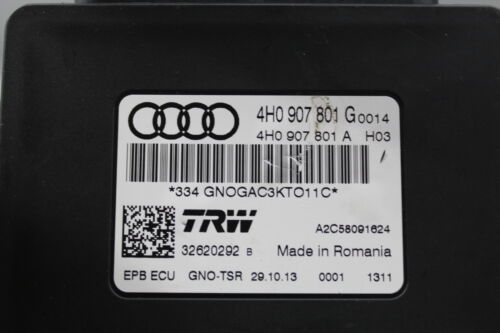 4H0 907 801 G 0014
4H0 907 801 A H03
*334 GNOGAC3KTO11C*
TRW
A2C58091624
32620292 B Made in Romania
EPB ECU GNO-TSR 29.10.13 0001 1311